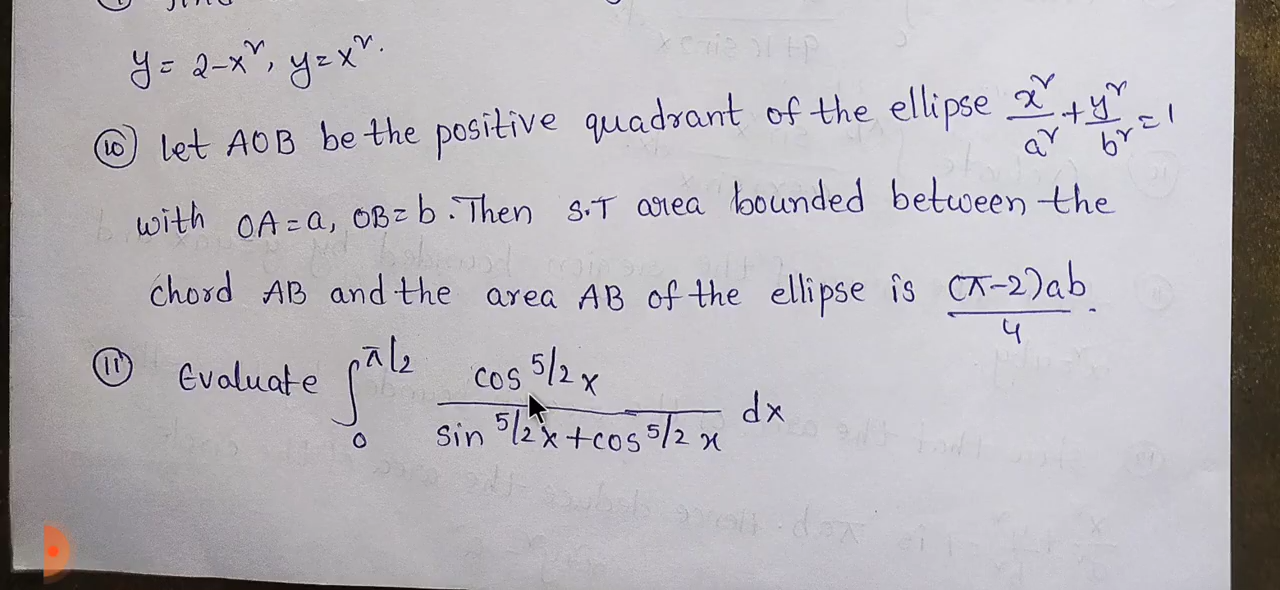 y = 2-x², y=x².
⑩ Let AOB be the positive quadrant of the ellipse x²/a² + y²/b² = 1
with OA = a, OB = b. Then S.T area bounded between the
chord AB and the area AB of the ellipse is (π-2)ab/4.
⑪ Evaluate ∫₀^π/2 cos^5/2 x / (sin^5/2 x + cos^5/2 x) dx